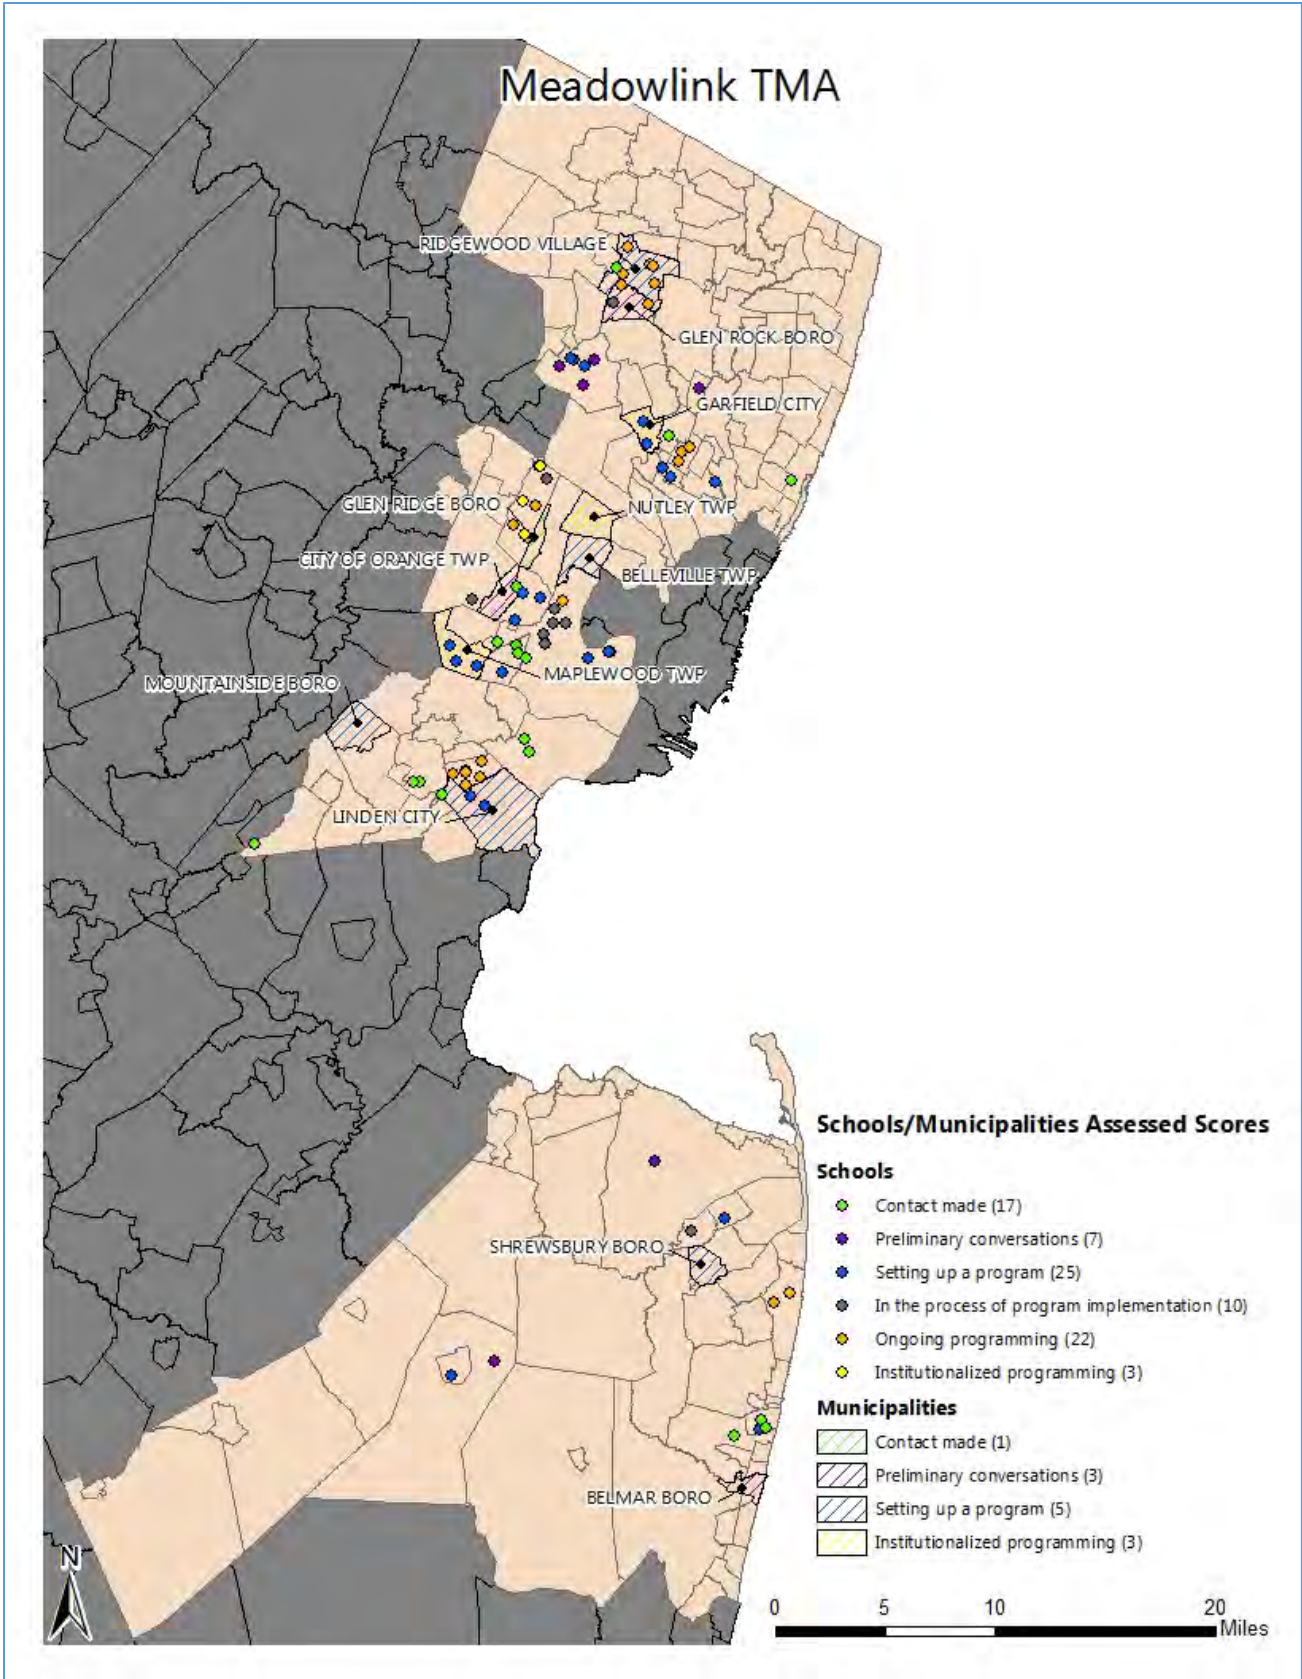 Meadowlink TMA
RIDGEWOOD VILLAGE
GLEN ROCK BORO
GARFIELD CITY
GLEN RIDGE BORO
NUTLEY TWP
CITY OF ORANGE TWP
BELLEVILLE TWP
MAPLEWOOD TWP
MOUNTAINSIDE BORO
LINDEN CITY
Schools/Municipalities Assessed Scores
Schools
Contact made (17)
Preliminary conversations (7)
SHREWSBURY BORO
Setting up a program (25)
In the process of program implementation (10)
Ongoing programming (22)
Institutionalized programming (3)
Municipalities
Contact made (1)
Preliminary conversations (3)
BELMAR BORO
Setting up a program (5)
Institutionalized programming (3)
N
0 5 10 20
Miles